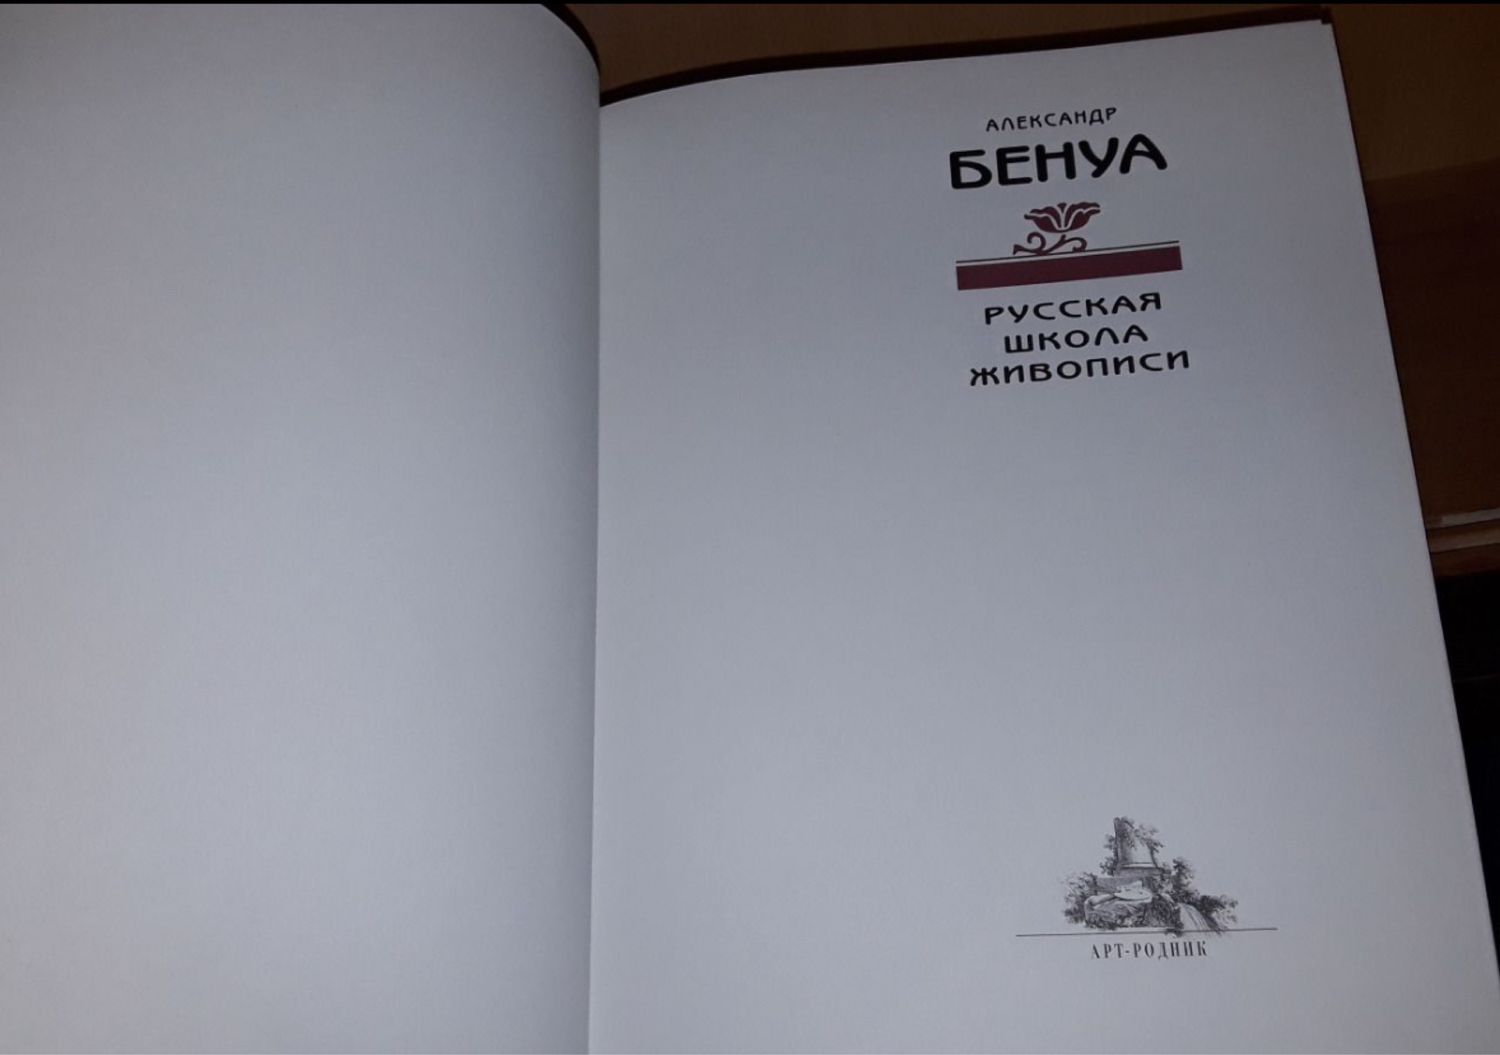 АЛЕКСАНДР
БЕНУА
РУССКАЯ
ШКОЛА
ЖИВОПИСИ
АРТ-РОДНИК